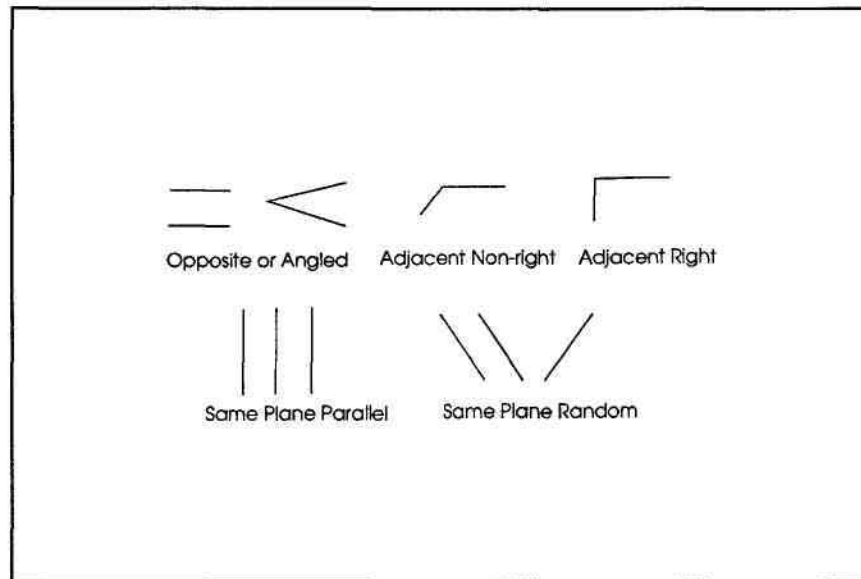 Opposite or Angled
Adjacent Non-right
Adjacent Right
Same Plane Parallel
Same Plane Random